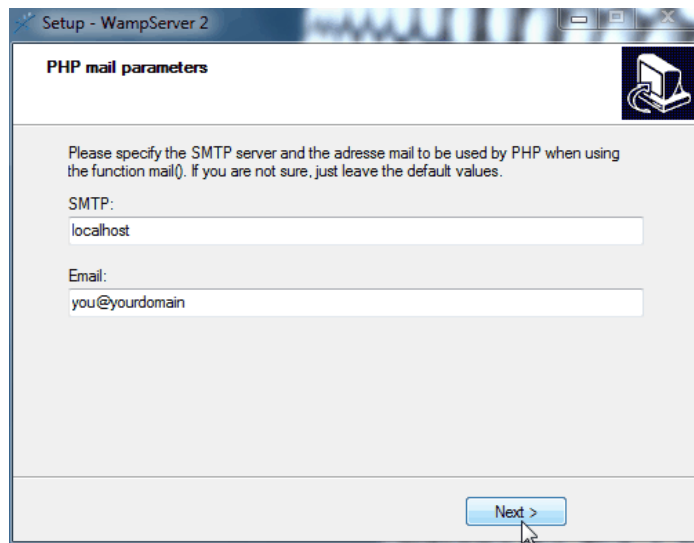 Setup - WampServer 2
PHP mail parameters
Please specify the SMTP server and the adresse mail to be used by PHP when using
the function mail(). If you are not sure, just leave the default values.
SMTP:
localhost
Email:
you@yourdomain
Next >